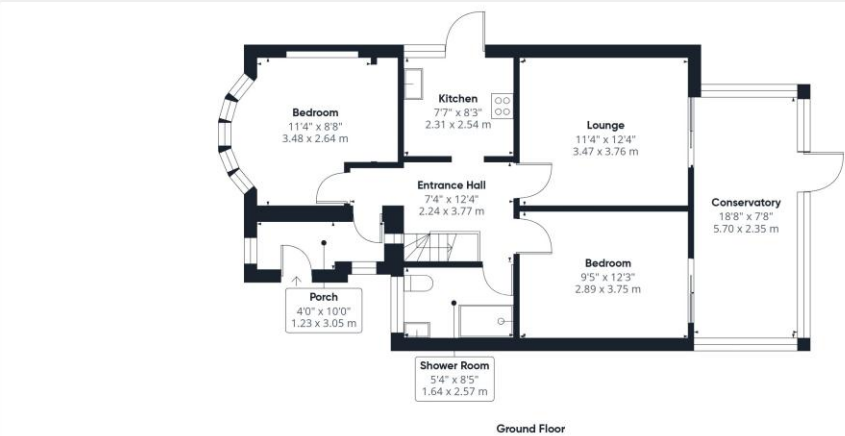 Bedroom
11'4" x 8'8"
3.48 x 2.64 m
Kitchen
7'7" x 8'3"
2.31 x 2.54 m
Lounge
11'4" x 12'4"
3.47 x 3.76 m
Entrance Hall
7'4" x 12'4"
2.24 x 3.77 m
Conservatory
18'8" x 7'8"
5.70 x 2.35 m
Bedroom
9'5" x 12'3"
2.89 x 3.75 m
Porch
4'0" x 10'0"
1.23 x 3.05 m
Shower Room
5'4" x 8'5"
1.64 x 2.57 m
Ground Floor